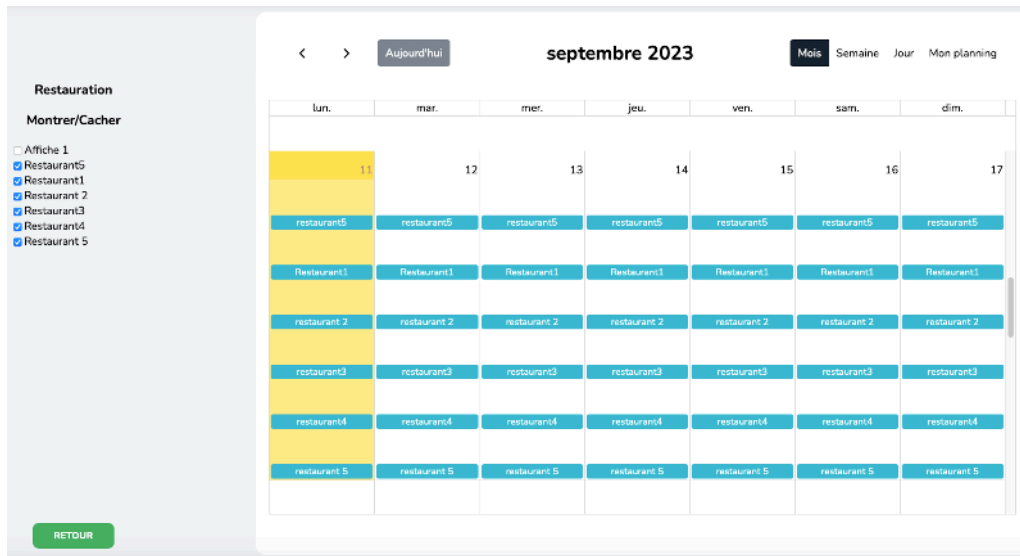 Aujourd'hui
septembre 2023
Mois Semaine Jour Mon planning
Restauration
Montrer/Cacher
Affiche 1
Restaurant5
Restaurant1
Restaurant 2
Restaurant3
Restaurant4
Restaurant 5
RETOUR
lun. mar. mer. jeu. ven. sam. dim.
11 12 13 14 15 16 17
restaurant5 restaurant5 restaurant5 restaurant5 restaurant5 restaurant5 restaurant5
Restaurant1 Restaurant1 Restaurant1 Restaurant1 Restaurant1 Restaurant1 Restaurant1
restaurant 2 restaurant 2 restaurant 2 restaurant 2 restaurant 2 restaurant 2 restaurant 2
restaurant3 restaurant3 restaurant3 restaurant3 restaurant3 restaurant3 restaurant3
restaurant4 restaurant4 restaurant4 restaurant4 restaurant4 restaurant4 restaurant4
restaurant 5 restaurant 5 restaurant 5 restaurant 5 restaurant 5 restaurant 5 restaurant 5